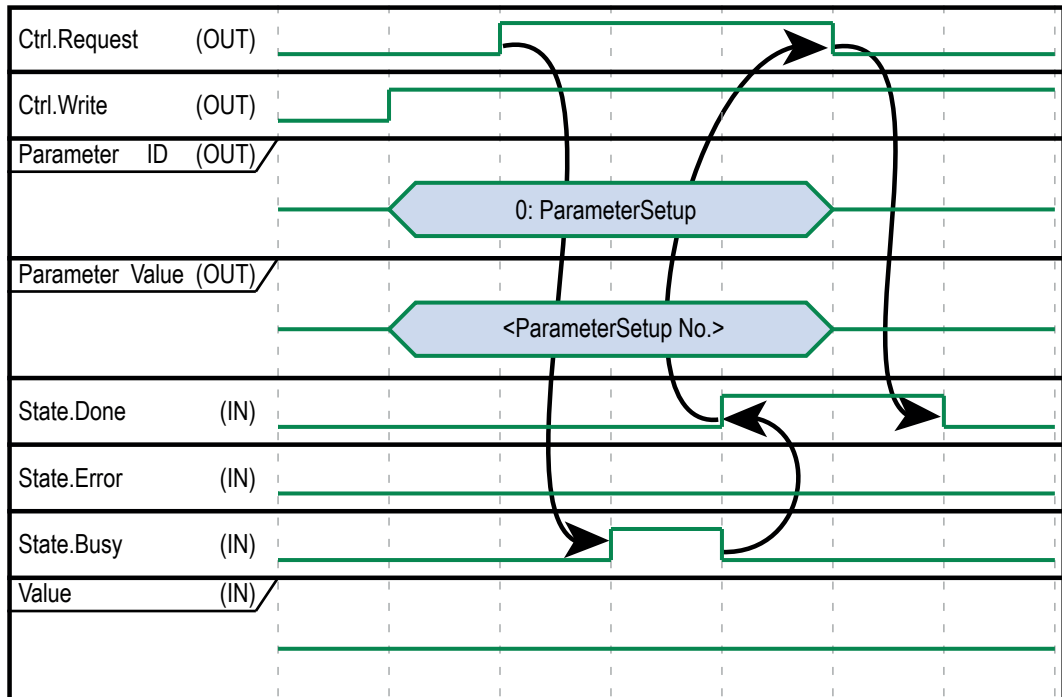 Ctrl.Request (OUT)
Ctrl.Write (OUT)
Parameter ID (OUT)
0: ParameterSetup
Parameter Value (OUT)
<ParameterSetup No.>
State.Done (IN)
State.Error (IN)
State.Busy (IN)
Value (IN)